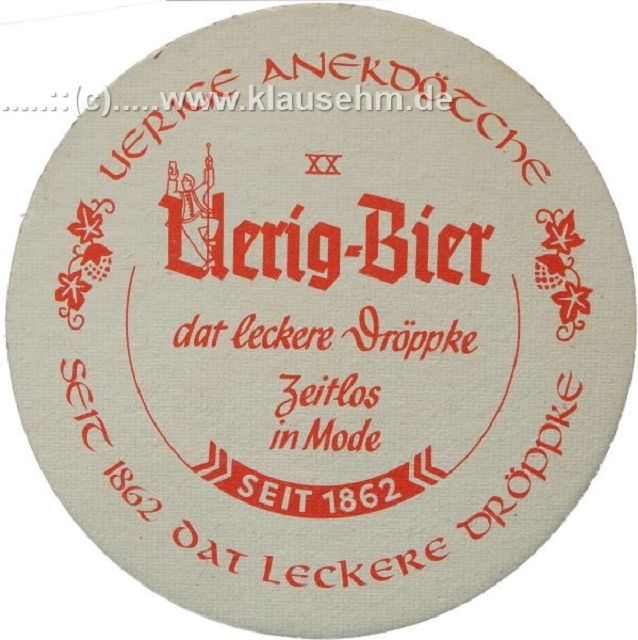 .....::(c).....www.klausehm.de
UERIGE ANEKDÖTCHE
XX
Uerig-Bier
dat leckere Dröppke
Zeitlos
in Mode
SEIT 1862
SEIT 1862 DAT LECKERE DRÖPPKE